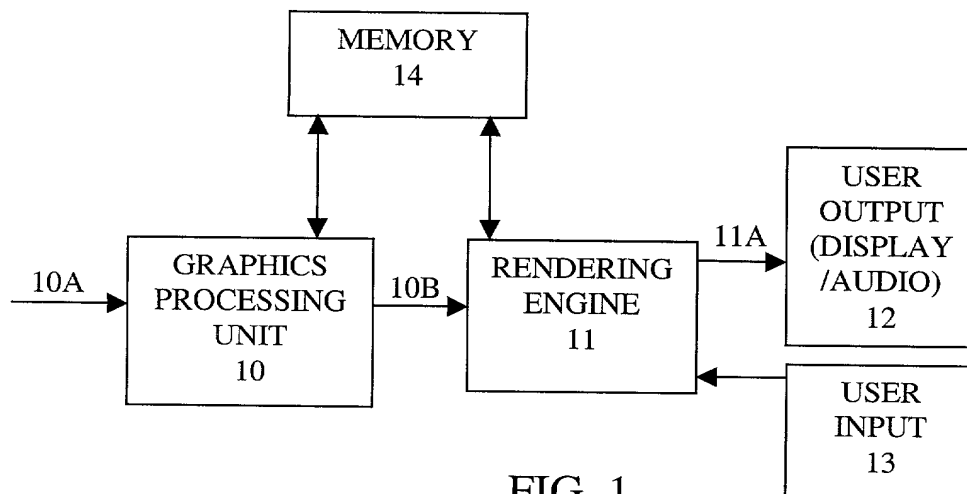 MEMORY
14
10A
GRAPHICS
PROCESSING
UNIT
10
10B
RENDERING
ENGINE
11
11A
USER
OUTPUT
(DISPLAY
/AUDIO)
12
USER
INPUT
13
FIG. 1